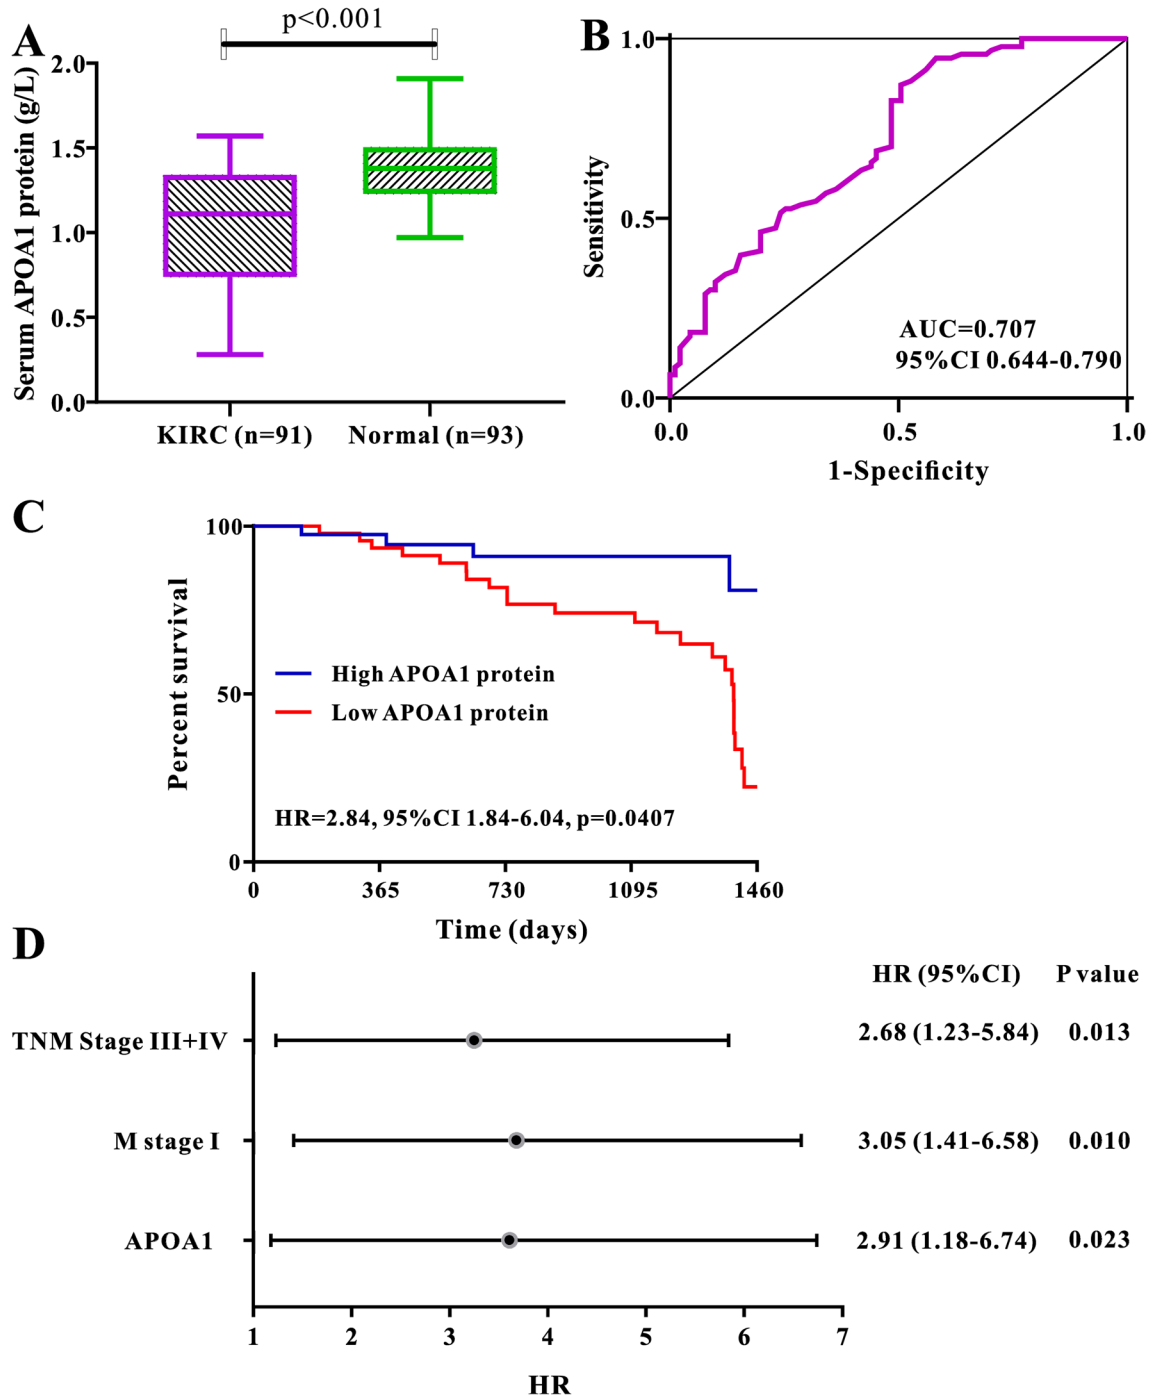 A
p<0.001
Serum APOA1 protein (g/L)
2.0
1.5
1.0
0.5
0.0
KIRC (n=91)
Normal (n=93)
B
Sensitivity
1.0
0.5
0.0
AUC=0.707
95%CI 0.644-0.790
0.0
0.5
1.0
1-Specificity
C
Percent survival
100
50
0
High APOA1 protein
Low APOA1 protein
HR=2.84, 95%CI 1.84-6.04, p=0.0407
0
365
730
1095
1460
Time (days)
D
HR (95%CI)
P value
TNM Stage III+IV
2.68 (1.23-5.84)
0.013
M stage I
3.05 (1.41-6.58)
0.010
APOA1
2.91 (1.18-6.74)
0.023
1
2
3
4
5
6
7
HR